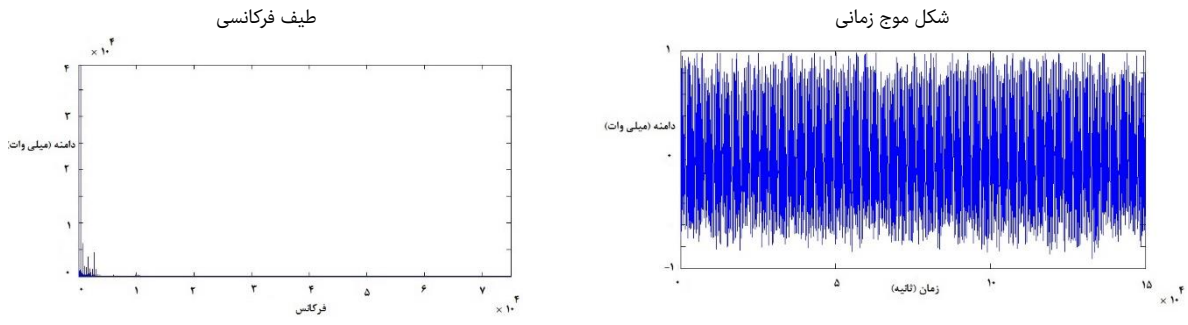 شکل موج زمانی
۱
دامنه (میلی وات)
۰
-۱
۰ ۵ ۱۰ ۱۵
زمان (ثانیه)
× ۱۰^۴
طیف فرکانسی
× ۱۰^۴
۴
۳
دامنه (میلی وات)
۲
۱
۰
۰ ۱ ۲ ۳ ۴ ۵ ۶ ۷
فرکانس
× ۱۰^۴